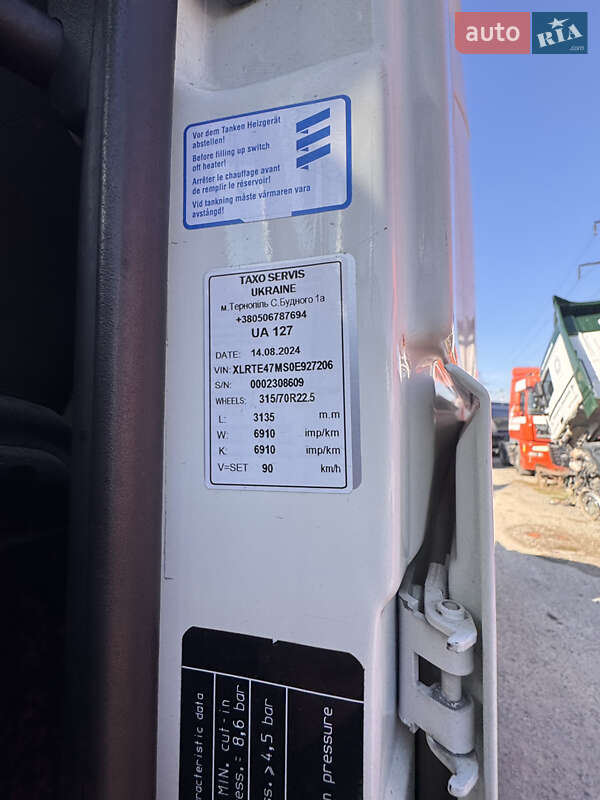 auto RIA
.com
Vor dem Tanken Heizgerät
abstellen!
Before filling up switch
off heater!
Arrêter le chauffage avant
de remplir le réservoir!
Vid tankning måste värmaren vara
avstängd!
TAXO SERVIS
UKRAINE
м.Тернопіль С.Будного 1а
+380506787694
UA 127
DATE: 14.08.2024
VIN: XLRTE47MS0E927206
S/N: 0002308609
WHEELS: 315/70R22.5
L: 3135 m.m
W: 6910 imp/km
K: 6910 imp/km
V=SET 90 km/h
aracteristic data
MIN. cut-in
ess.= 8,6 bar
ss.> 4,5 bar
n pressure